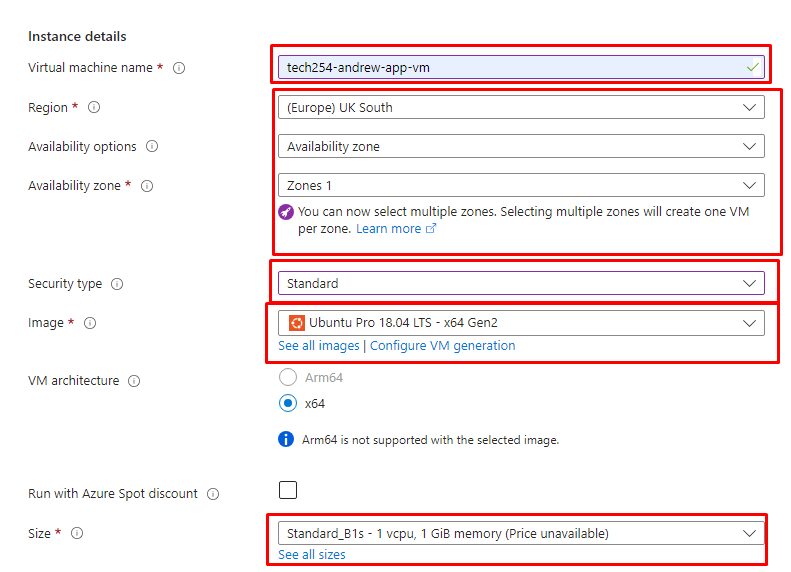 Instance details
Virtual machine name *
tech254-andrew-app-vm
Region *
(Europe) UK South
Availability options
Availability zone
Availability zone *
Zones 1
You can now select multiple zones. Selecting multiple zones will create one VM
per zone. Learn more
Security type
Standard
Image *
Ubuntu Pro 18.04 LTS - x64 Gen2
See all images | Configure VM generation
VM architecture
Arm64
x64
Arm64 is not supported with the selected image.
Run with Azure Spot discount
Size *
Standard_B1s - 1 vcpu, 1 GiB memory (Price unavailable)
See all sizes